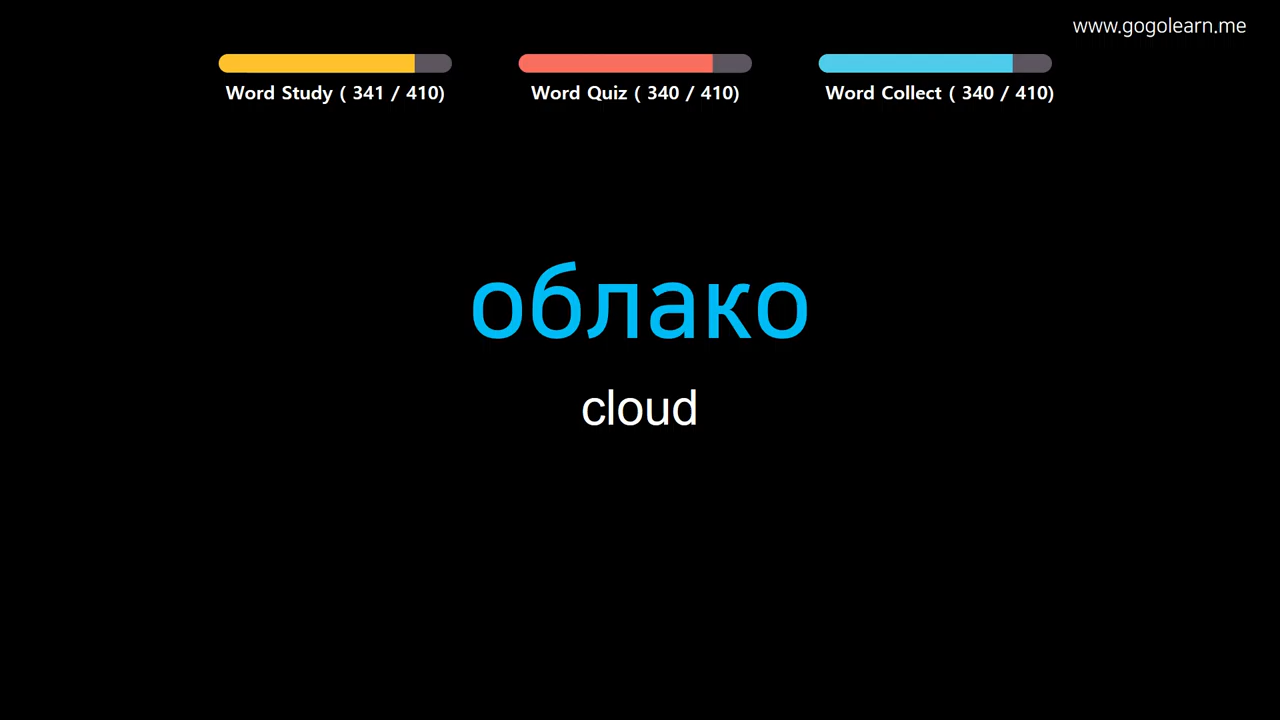 www.gogolearn.me
Word Study ( 341 / 410)
Word Quiz ( 340 / 410)
Word Collect ( 340 / 410)
облако
cloud